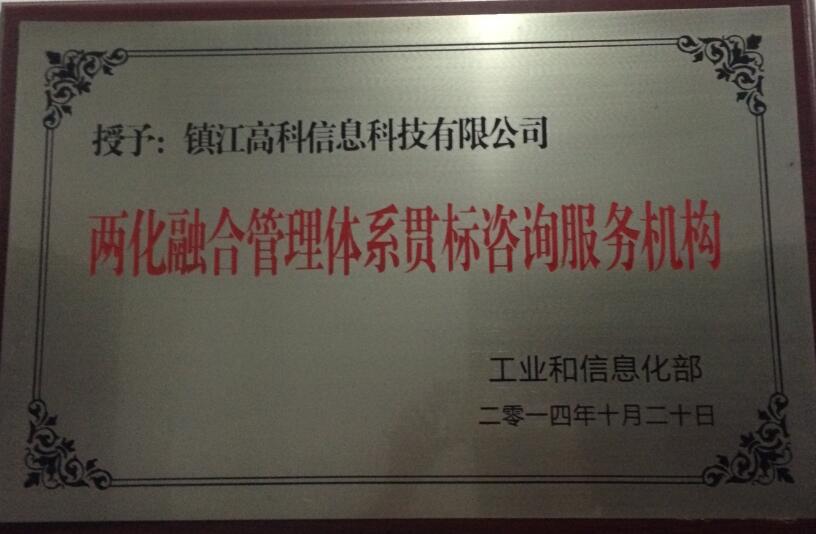 授予：镇江高科信息科技有限公司
两化融合管理体系贯标咨询服务机构
工业和信息化部
二零一四年十月二十日